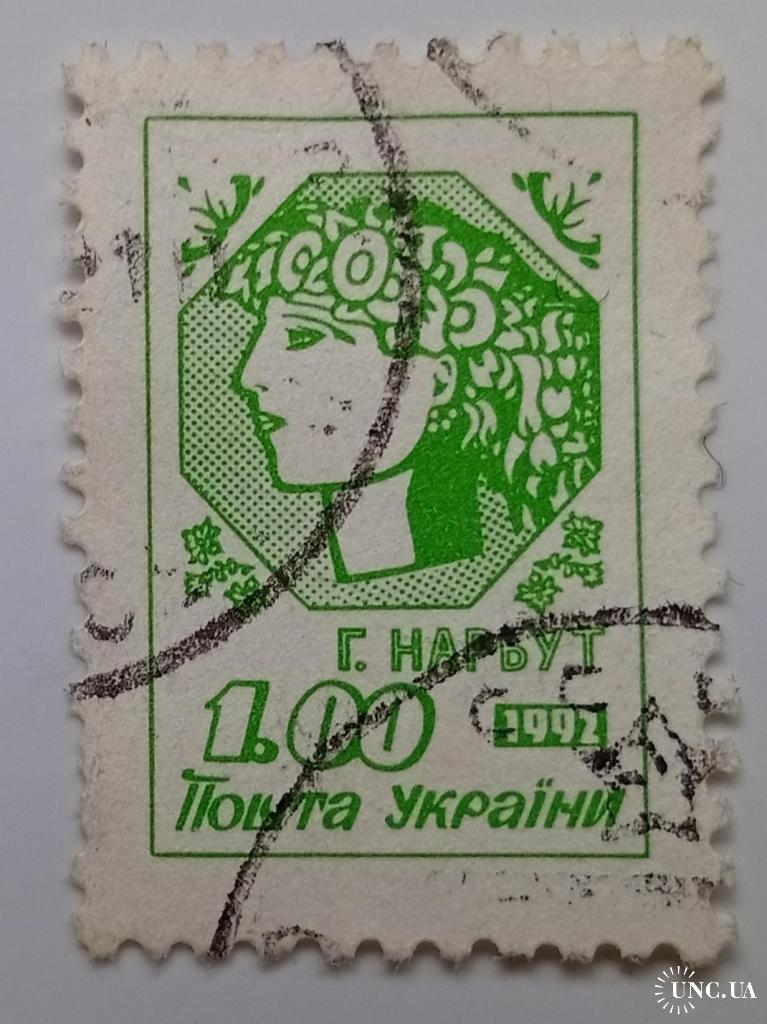 Г. НАРБУТ
1.00 1992
Пошта України
UNC.UA